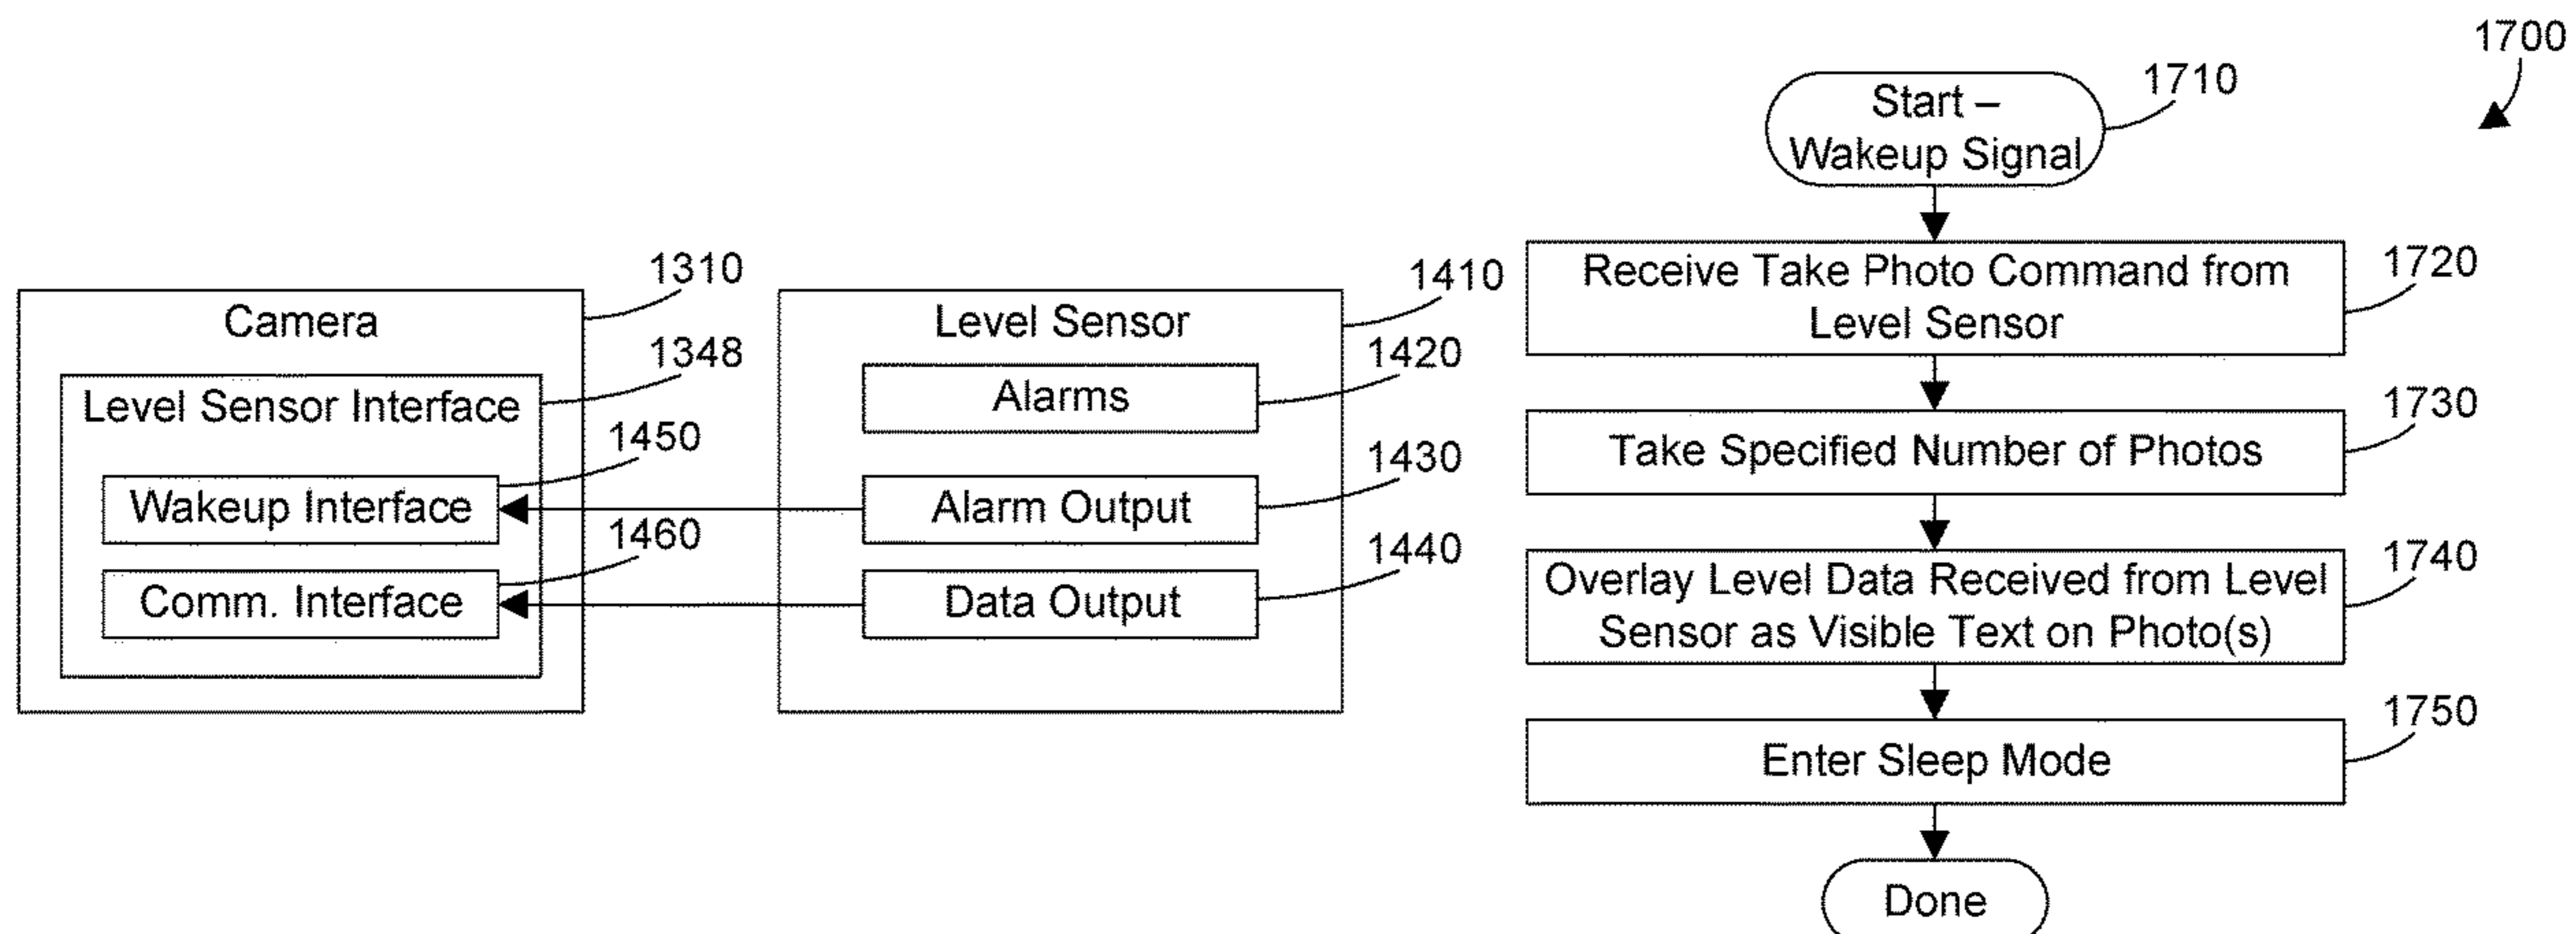 Camera
1310
Level Sensor Interface
1348
Wakeup Interface
1450
Comm. Interface
1460
Level Sensor
1410
Alarms
1420
Alarm Output
1430
Data Output
1440
1700
Start –
Wakeup Signal
1710
Receive Take Photo Command from
Level Sensor
1720
Take Specified Number of Photos
1730
Overlay Level Data Received from Level
Sensor as Visible Text on Photo(s)
1740
Enter Sleep Mode
1750
Done